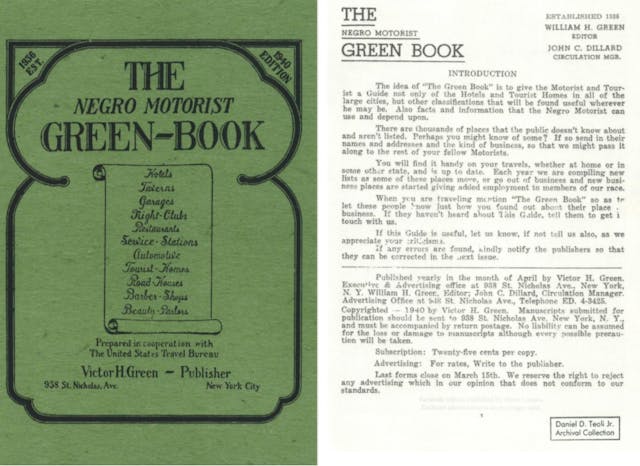 1936 EST.
1940 EDITION
THE
NEGRO MOTORIST
GREEN-BOOK
Hotels
Taverns
Garages
Night-Clubs
Restaurants
Service-Stations
Automotive
Tourist-Homes
Road-Houses
Barber-Shops
Beauty-Parlors
Prepared in cooperation with
The United States Travel Bureau
Victor H. Green - Publisher
938 St. Nicholas Ave. New York City
THE
NEGRO MOTORIST
GREEN BOOK
ESTABLISHED 1936
WILLIAM H. GREEN
EDITOR
JOHN C. DILLARD
CIRCULATION MGR.
INTRODUCTION
The idea of "The Green Book" is to give the Motorist and Tour-
ist a Guide not only of the Hotels and Tourist Homes in all of the
large cities, but other classifications that will be found useful wherever
he may be. Also facts and information that the Negro Motorist can
use and depend upon.
There are thousands of places that the public doesn't know about
and aren't listed. Perhaps you might know of some? If so send in their
names and addresses and the kind of business, so that we might pass it
along to the rest of your fellow Motorists.
You will find it handy on your travels, whether at home or in
some other state, and is up to date. Each year we are compiling new
lists as some of these places move, or go out of business and new busi-
ness places are started giving added employment to members of our race.
When you are traveling mention "The Green Book" so as to
let these people know just how you found out about their place
business. If they haven't heard about This Guide, tell them to get i
touch with us.
If this Guide is useful, let us know, if not tell us also, as we
appreciate your criticisms.
If any errors are found, kindly notify the publishers so that
they can be corrected in the next issue.
Published yearly in the month of April by Victor H. Green.
Executive & Advertising office at 938 St. Nicholas Ave., New York,
N. Y. William H. Green, Editor; John C. Dillard, Circulation Manager.
Advertising Office at 938 St. Nicholas Ave., Telephone ED. 4-3425.
Copyrighted - 1940 by Victor H. Green. Manuscripts submitted for
publication should be sent to 938 St. Nicholas Ave. New York, N. Y.,
and must be accompanied by return postage. No liability can be assumed
for the loss or damage to manuscripts although every possible precau-
tion will be taken.
Subscription: Twenty-five cents per copy.
Advertising: For rates, Write to the publisher.
Last forms close on March 15th. We reserve the right to reject
any advertising which in our opinion that does not conform to our
standards.
1
Daniel D. Teoli Jr.
Archival Collection